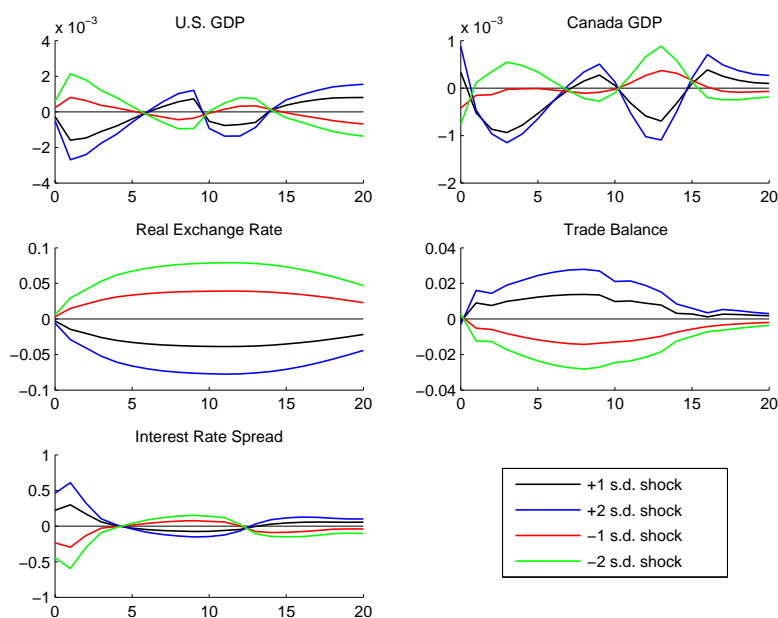 U.S. GDP
x 10⁻³
4
2
0
−2
−4
0 5 10 15 20
Canada GDP
x 10⁻³
1
0
−1
−2
0 5 10 15 20
Real Exchange Rate
0.1
0.05
0
−0.05
−0.1
0 5 10 15 20
Trade Balance
0.04
0.02
0
−0.02
−0.04
0 5 10 15 20
Interest Rate Spread
1
0.5
0
−0.5
−1
0 5 10 15 20
+1 s.d. shock
+2 s.d. shock
−1 s.d. shock
−2 s.d. shock